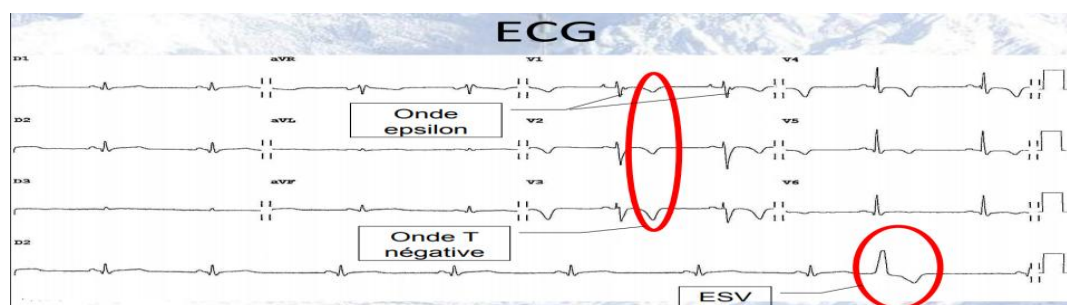 ECG
D1
aVR
V1
V4
Onde
epsilon
D2
aVL
V2
V5
D3
aVF
V3
V6
Onde T
négative
D2
ESV